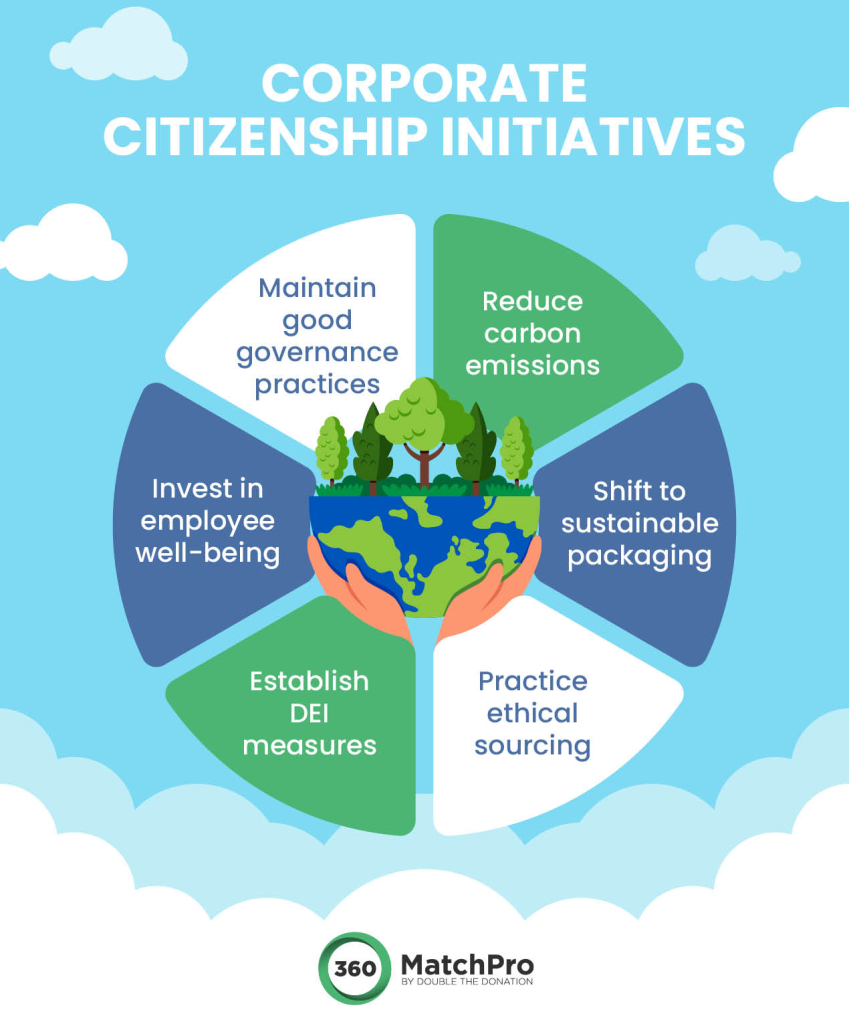 CORPORATE
CITIZENSHIP INITIATIVES
Maintain
good
governance
practices
Reduce
carbon
emissions
Invest in
employee
well-being
Shift to
sustainable
packaging
Establish
DEI
measures
Practice
ethical
sourcing
360
MatchPro
BY DOUBLE THE DONATION